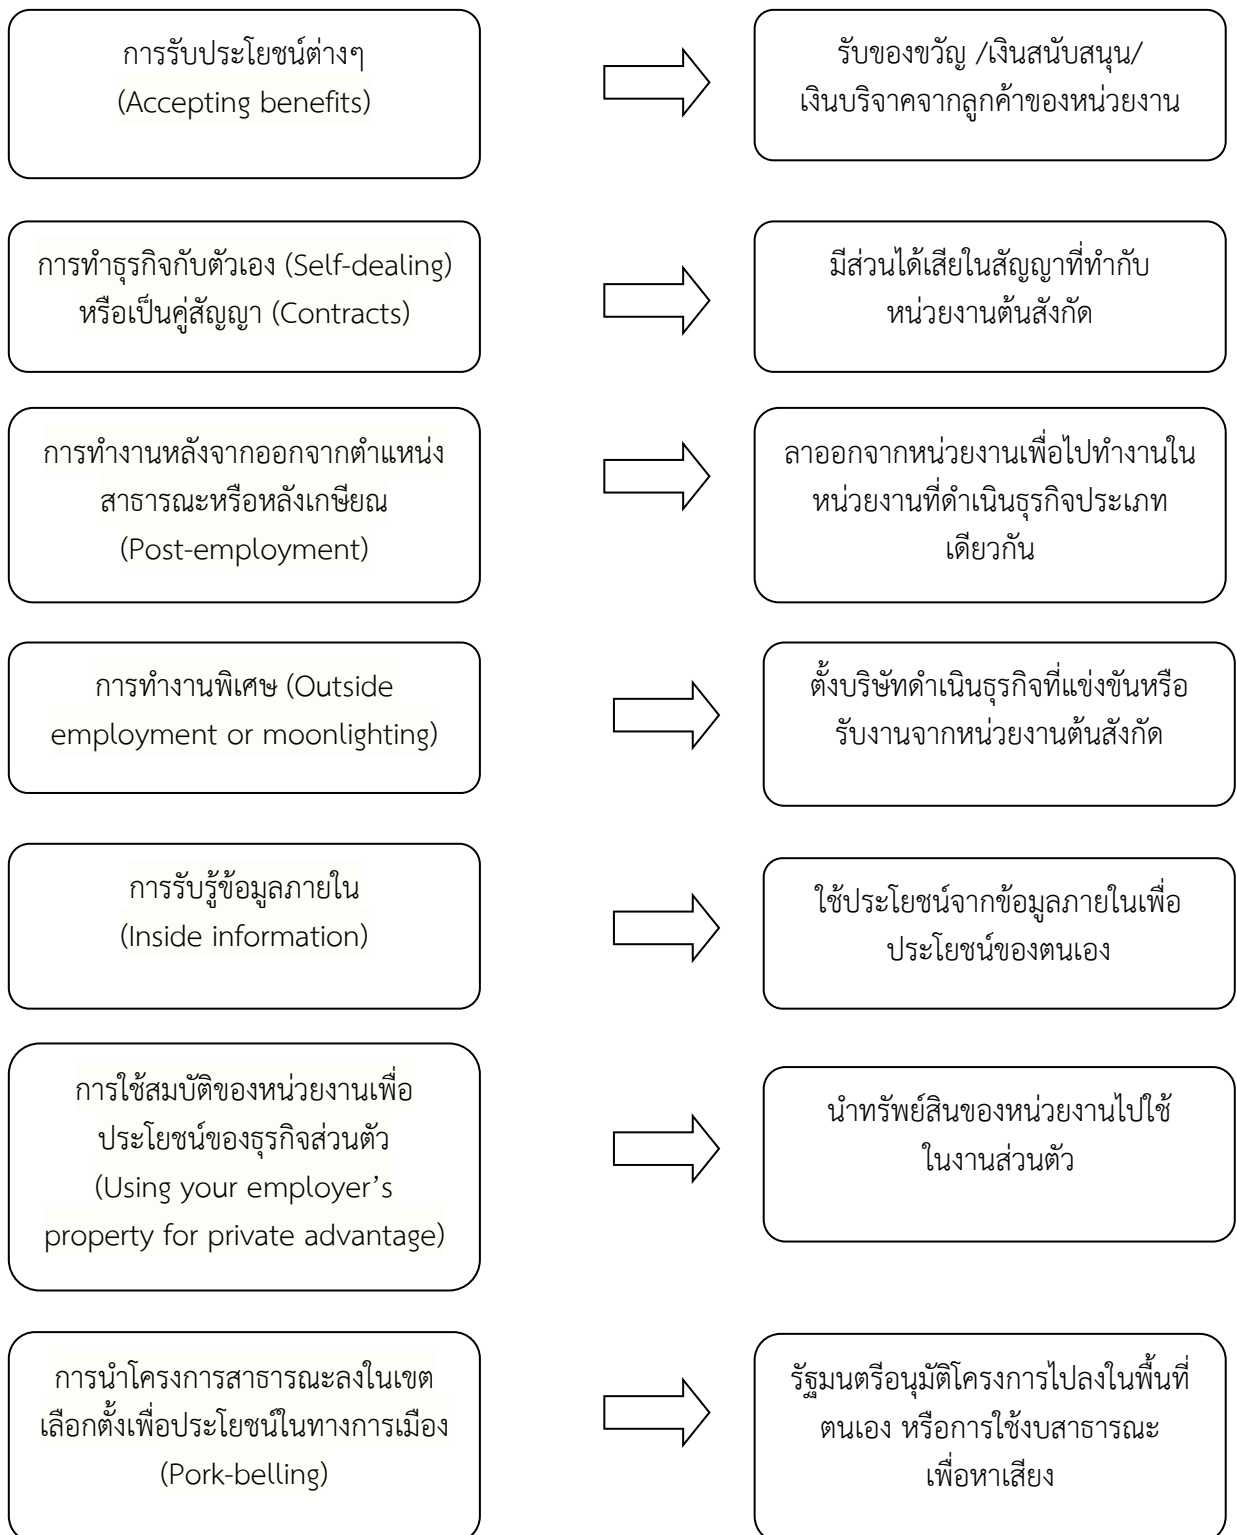 การรับประโยชน์ต่างๆ
(Accepting benefits)
รับของขวัญ /เงินสนับสนุน/
เงินบริจาคจากลูกค้าของหน่วยงาน
การทำธุรกิจกับตัวเอง (Self-dealing)
หรือเป็นคู่สัญญา (Contracts)
มีส่วนได้เสียในสัญญาที่ทำกับ
หน่วยงานต้นสังกัด
การทำงานหลังจากออกจากตำแหน่ง
สาธารณะหรือหลังเกษียณ
(Post-employment)
ลาออกจากหน่วยงานเพื่อไปทำงานใน
หน่วยงานที่ดำเนินธุรกิจประเภท
เดียวกัน
การทำงานพิเศษ (Outside
employment or moonlighting)
ตั้งบริษัทดำเนินธุรกิจที่แข่งขันหรือ
รับงานจากหน่วยงานต้นสังกัด
การรับรู้ข้อมูลภายใน
(Inside information)
ใช้ประโยชน์จากข้อมูลภายในเพื่อ
ประโยชน์ของตนเอง
การใช้สมบัติของหน่วยงานเพื่อ
ประโยชน์ของธุรกิจส่วนตัว
(Using your employer’s
property for private advantage)
นำทรัพย์สินของหน่วยงานไปใช้
ในงานส่วนตัว
การนำโครงการสาธารณะลงในเขต
เลือกตั้งเพื่อประโยชน์ในทางการเมือง
(Pork-belling)
รัฐมนตรีอนุมัติโครงการไปลงในพื้นที่
ตนเอง หรือการใช้งบสาธารณะ
เพื่อหาเสียง